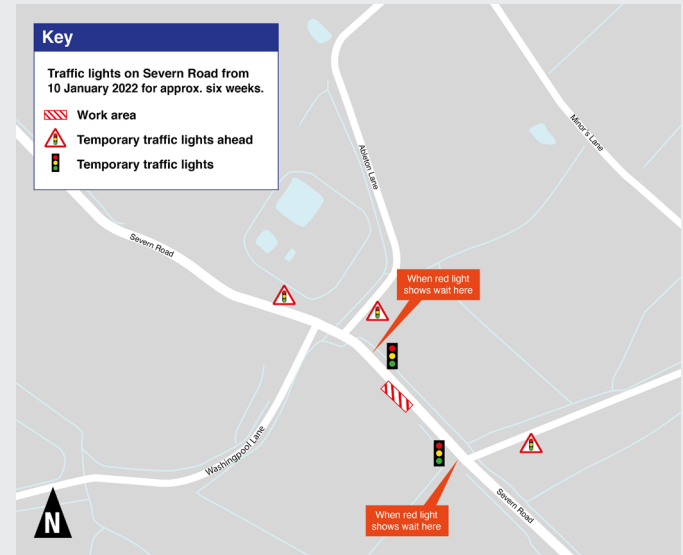 Key
Traffic lights on Severn Road from
10 January 2022 for approx. six weeks.
Work area
Temporary traffic lights ahead
Temporary traffic lights
Minor's Lane
Ableton Lane
Severn Road
When red light
shows wait here
Washingpool Lane
Severn Road
When red light
shows wait here
N